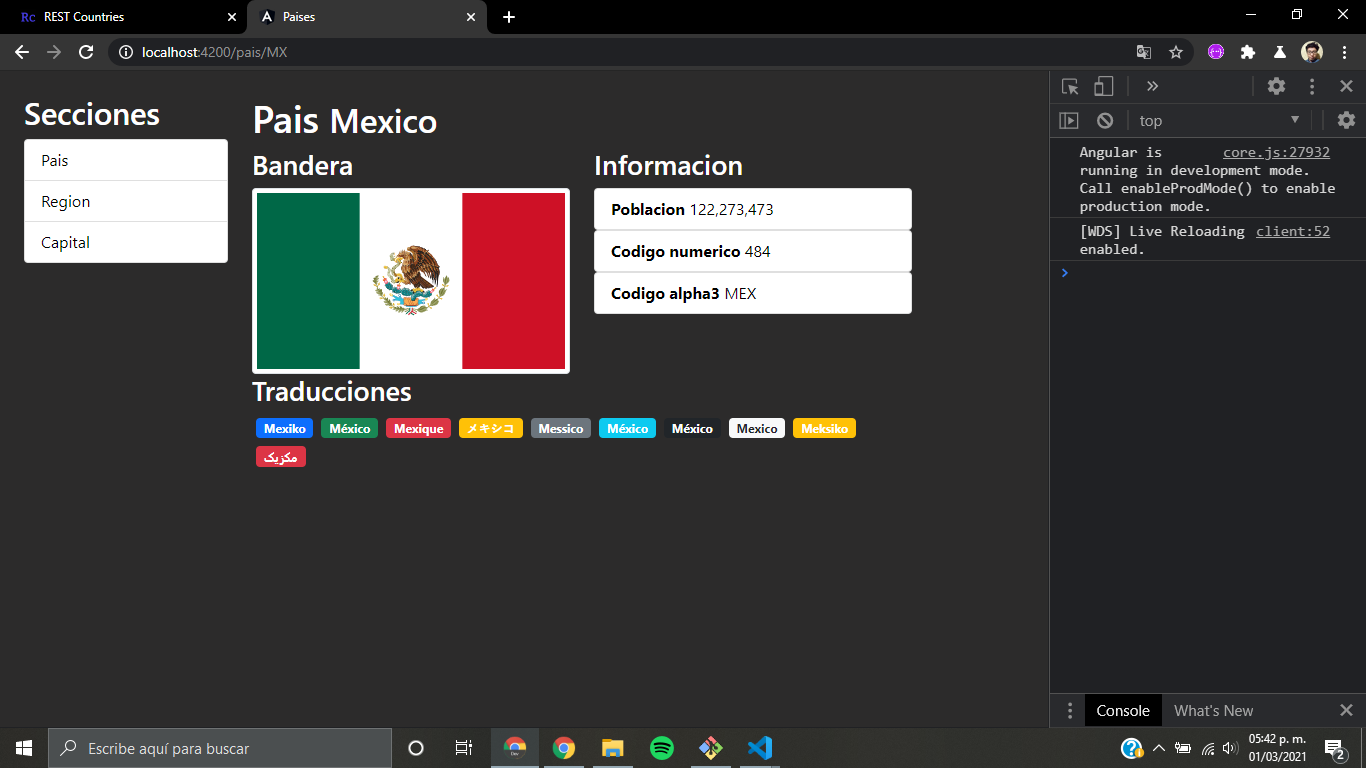 Rc REST Countries
Paises
localhost:4200/pais/MX
Secciones
Pais
Region
Capital
Pais Mexico
Bandera
Informacion
Poblacion 122,273,473
Codigo numerico 484
Codigo alpha3 MEX
Traducciones
Mexiko México Mexique メキシコ Messico México México Mexico Meksiko
مکزیک
top
Angular is core.js:27932
running in development mode.
Call enableProdMode() to enable
production mode.
[WDS] Live Reloading client:52
enabled.
Console What's New
Escribe aquí para buscar
05:42 p. m.
01/03/2021
2